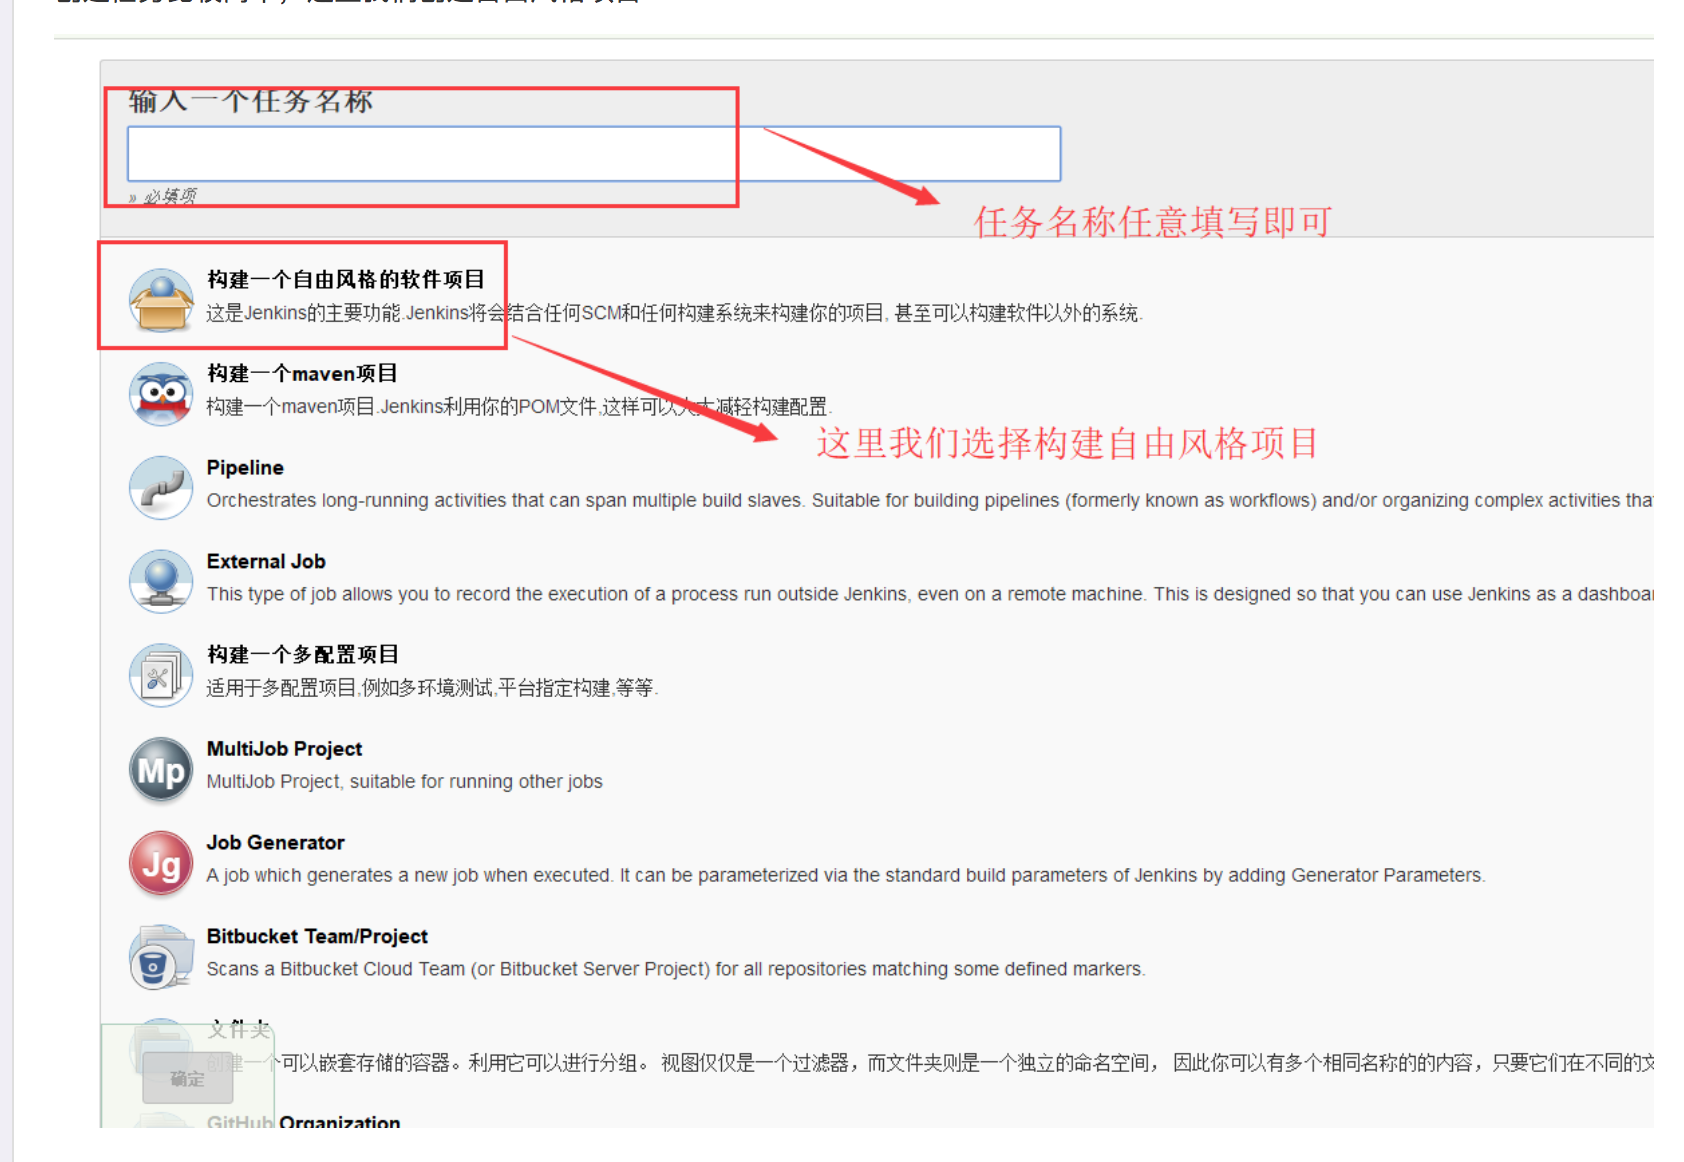 输入一个任务名称
» 必填项
任务名称任意填写即可
构建一个自由风格的软件项目
这是Jenkins的主要功能.Jenkins将会结合任何SCM和任何构建系统来构建你的项目, 甚至可以构建软件以外的系统.
构建一个maven项目
构建一个maven项目.Jenkins利用你的POM文件,这样可以大大减轻构建配置.
这里我们选择构建自由风格项目
Pipeline
Orchestrates long-running activities that can span multiple build slaves. Suitable for building pipelines (formerly known as workflows) and/or organizing complex activities tha
External Job
This type of job allows you to record the execution of a process run outside Jenkins, even on a remote machine. This is designed so that you can use Jenkins as a dashboa
构建一个多配置项目
适用于多配置项目,例如多环境测试,平台指定构建,等等.
Mp
MultiJob Project
MultiJob Project, suitable for running other jobs
Jg
Job Generator
A job which generates a new job when executed. It can be parameterized via the standard build parameters of Jenkins by adding Generator Parameters.
Bitbucket Team/Project
Scans a Bitbucket Cloud Team (or Bitbucket Server Project) for all repositories matching some defined markers.
文件夹
创建一个可以嵌套存储的容器。利用它可以进行分组。 视图仅仅是一个过滤器，而文件夹则是一个独立的命名空间， 因此你可以有多个相同名称的的内容，只要它们在不同的文
确定
GitHub Organization